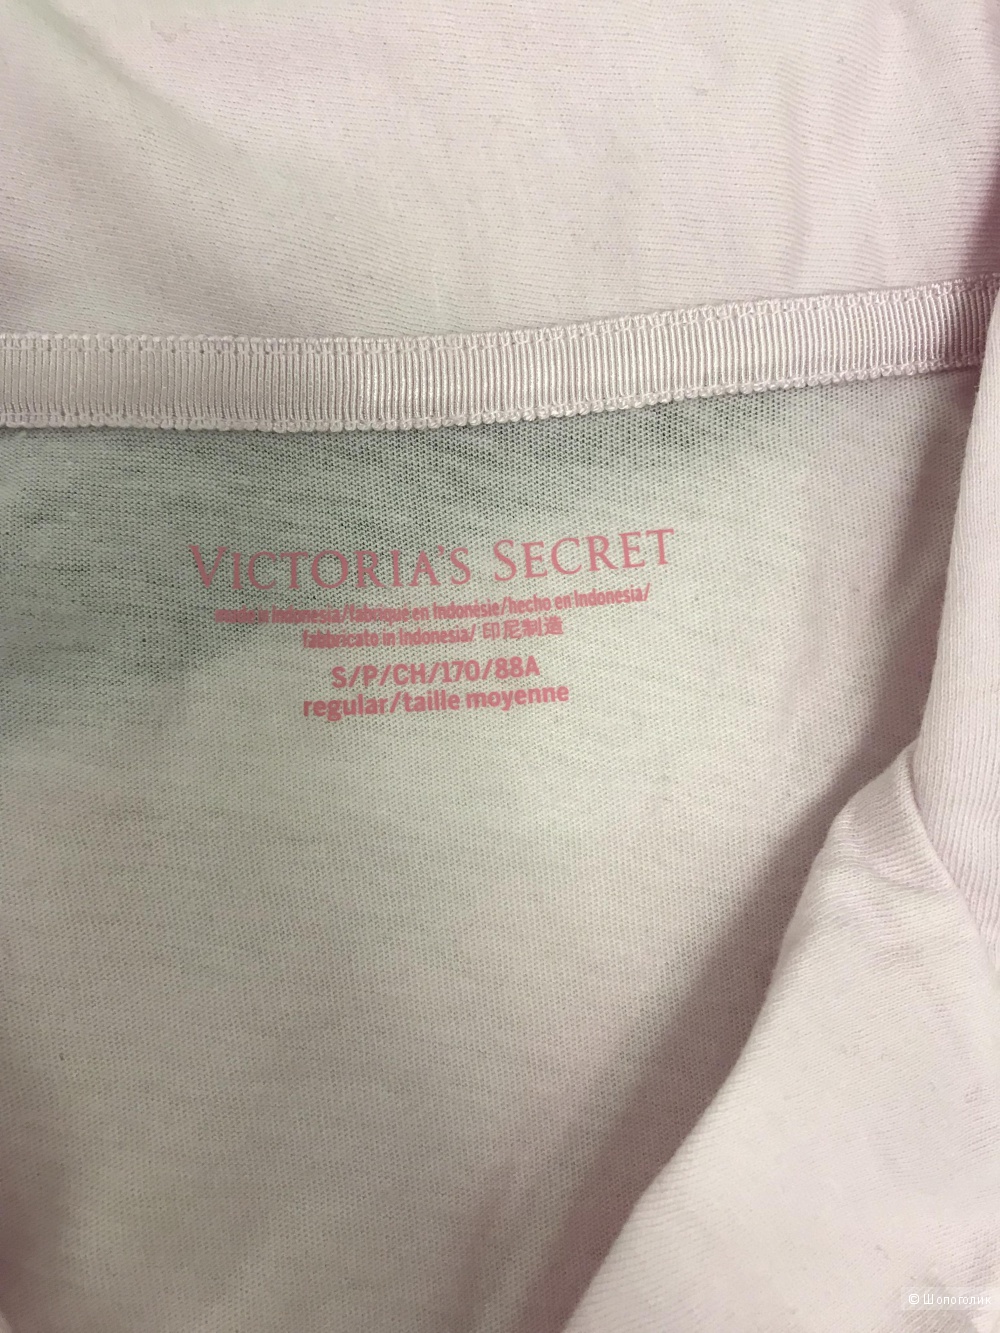 VICTORIA'S SECRET
made in Indonesia/fabriqué en Indonésie/hecho en Indonesia/
fabbricato in Indonesia/ 印尼制造
S/P/CH/170/88A
regular/taille moyenne
© Шопоголик